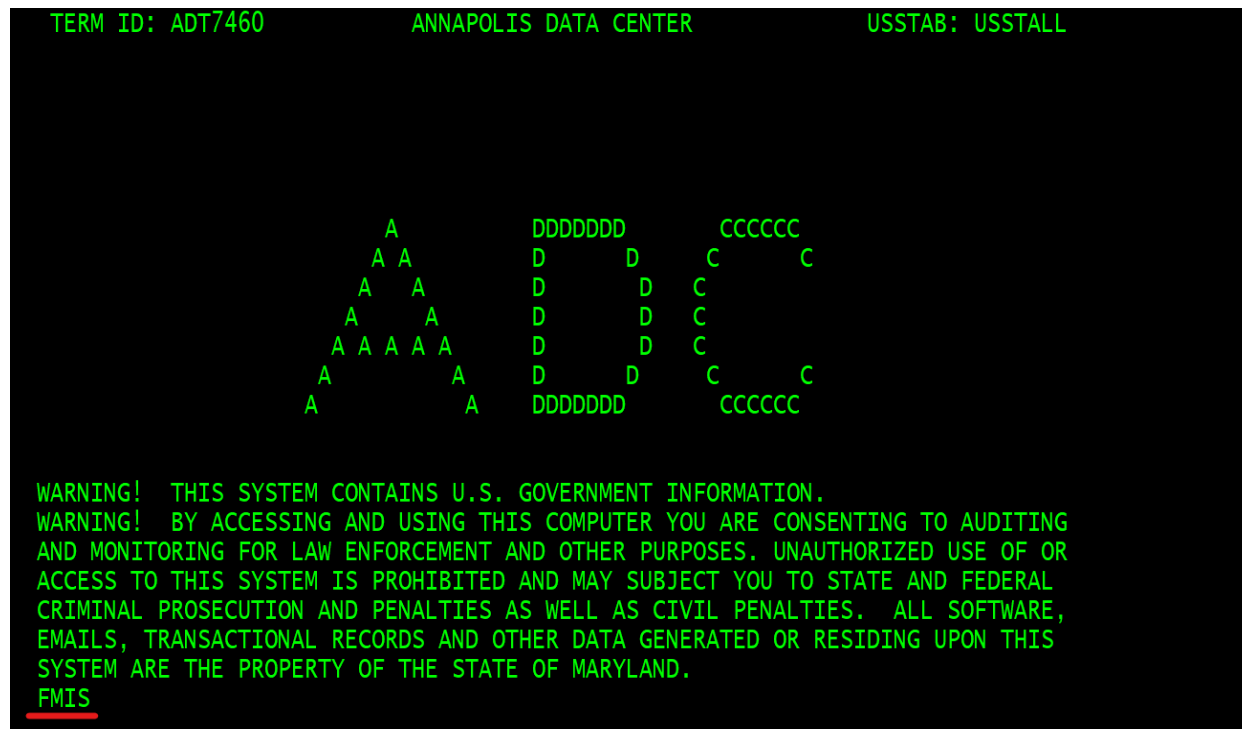 TERM ID: ADT7460 ANNAPOLIS DATA CENTER USSTAB: USSTALL
A DDDDDDD CCCCCC
A A D D C C
A A D D C
A A D D C
A A A A A D D C
A A D D C C
A A DDDDDDD CCCCCC
WARNING! THIS SYSTEM CONTAINS U.S. GOVERNMENT INFORMATION.
WARNING! BY ACCESSING AND USING THIS COMPUTER YOU ARE CONSENTING TO AUDITING
AND MONITORING FOR LAW ENFORCEMENT AND OTHER PURPOSES. UNAUTHORIZED USE OF OR
ACCESS TO THIS SYSTEM IS PROHIBITED AND MAY SUBJECT YOU TO STATE AND FEDERAL
CRIMINAL PROSECUTION AND PENALTIES AS WELL AS CIVIL PENALTIES. ALL SOFTWARE,
EMAILS, TRANSACTIONAL RECORDS AND OTHER DATA GENERATED OR RESIDING UPON THIS
SYSTEM ARE THE PROPERTY OF THE STATE OF MARYLAND.
FMIS